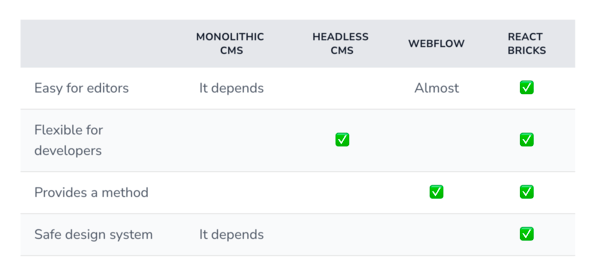 MONOLITHIC CMS HEADLESS CMS WEBFLOW REACT BRICKS
Easy for editors It depends Almost ✅
Flexible for
developers ✅ ✅
Provides a method ✅ ✅
Safe design system It depends ✅